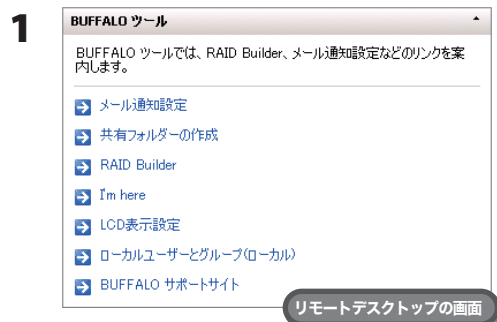 1
BUFFALO ツール
BUFFALO ツールでは、RAID Builder、メール通知設定などのリンクを案
内します。
メール通知設定
共有フォルダーの作成
RAID Builder
I'm here
LCD表示設定
ローカルユーザーとグループ(ローカル)
BUFFALO サポートサイト
リモートデスクトップの画面